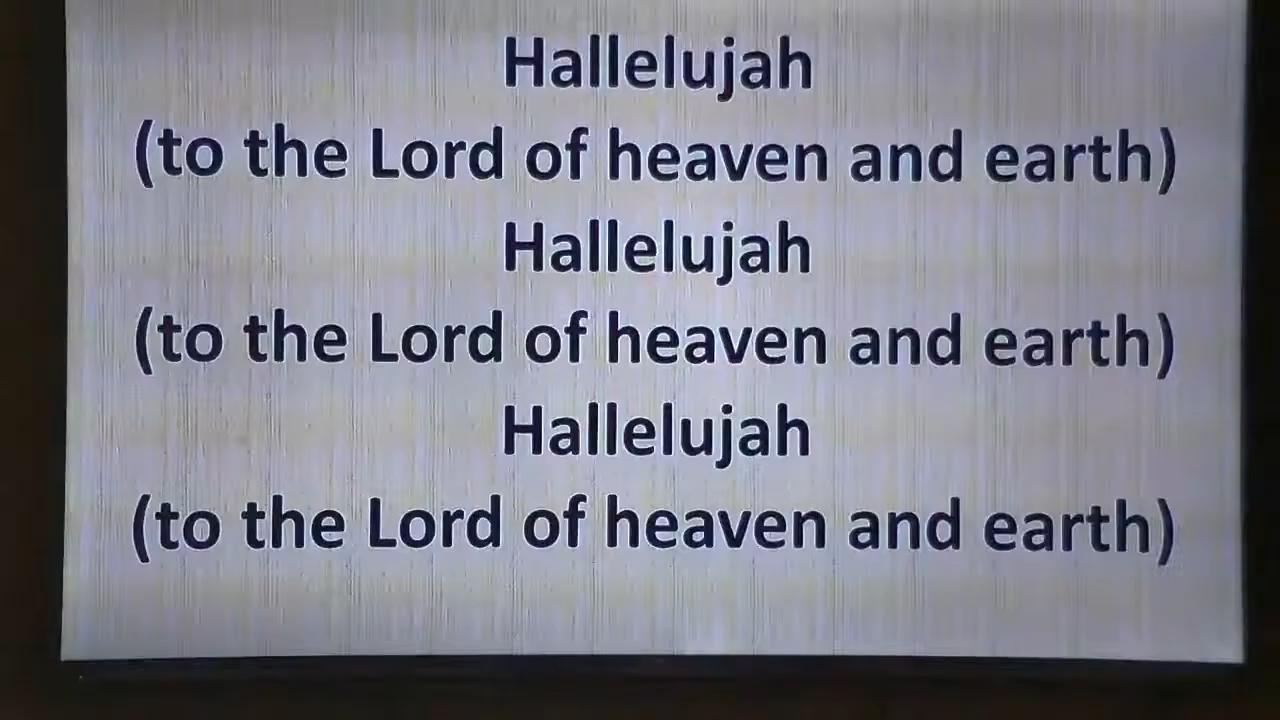 Hallelujah
(to the Lord of heaven and earth)
Hallelujah
(to the Lord of heaven and earth)
Hallelujah
(to the Lord of heaven and earth)